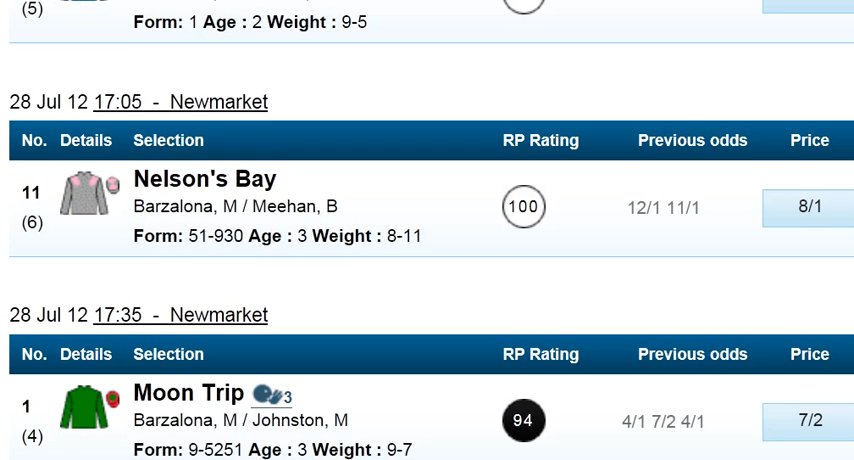 (5)
Form: 1 Age : 2 Weight : 9-5
28 Jul 12 17:05 - Newmarket
No. Details Selection RP Rating Previous odds Price
11 Nelson's Bay
(6) Barzalona, M / Meehan, B 100 12/1 11/1 8/1
Form: 51-930 Age : 3 Weight : 8-11
28 Jul 12 17:35 - Newmarket
No. Details Selection RP Rating Previous odds Price
1 Moon Trip 3
(4) Barzalona, M / Johnston, M 94 4/1 7/2 4/1 7/2
Form: 9-5251 Age : 3 Weight : 9-7